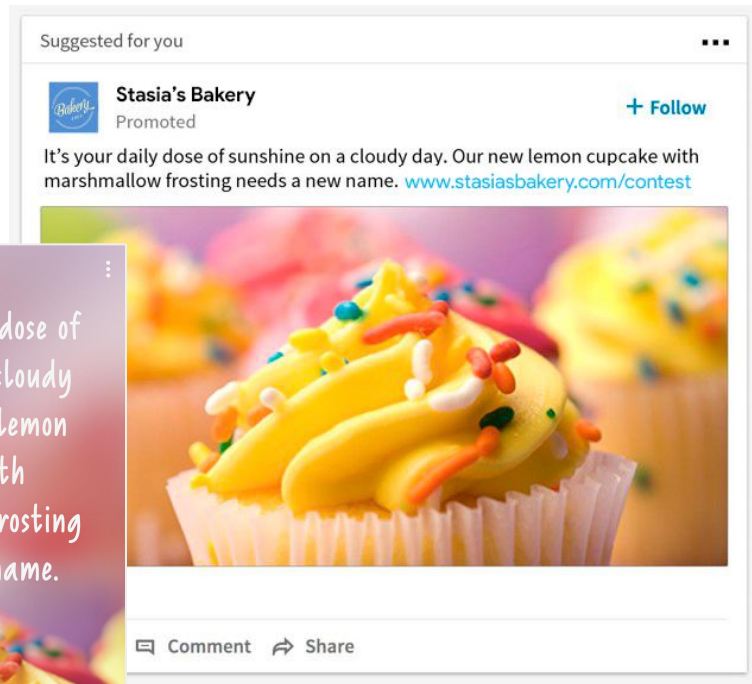 Suggested for you
Stasia's Bakery
Bakery
+ Follow
Promoted
It's your daily dose of sunshine on a cloudy day. Our new lemon cupcake with
marshmallow frosting needs a new name. www.stasiasbakery.com/contest
dose of
cloudy
lemon
th
rosting
ame.
Comment
Share